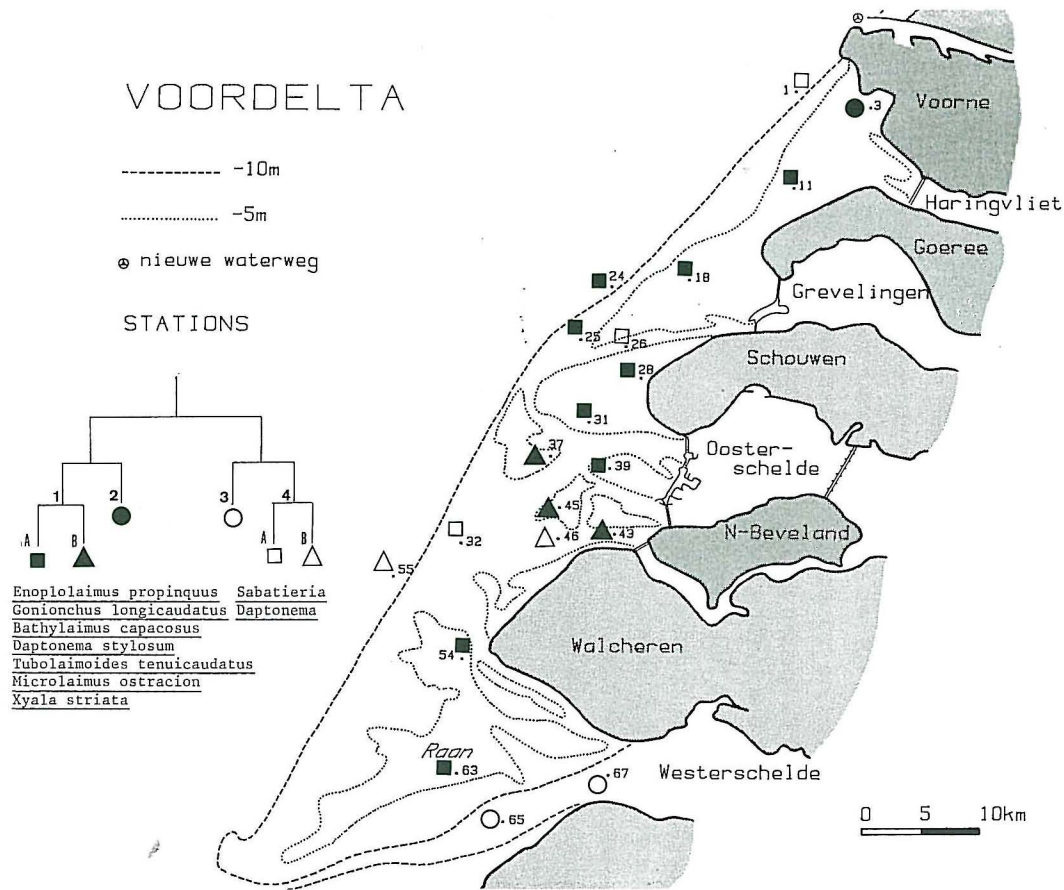 VOORDELTA
-10m
-5m
nieuwe waterweg
STATIONS
1 2 3 4
A B A B
Enoplolaimus propinquus Sabatieria
Gonionchus longicaudatus Daptonema
Bathylaimus capacosus
Daptonema stylosum
Tubolaimoides tenuicaudatus
Microlaimus ostracion
Xyala striata
1
.3
Voorne
.11
Haringvliet
Goeree
24
.18
Grevelingen
.25
.26
Schouwen
.28
.31
37
Ooster-
schelde
.39
.45
.43
N-Beveland
.46
.32
.55
Walcheren
54
Raan
.63
.67
Westerschelde
.65
0 5 10km